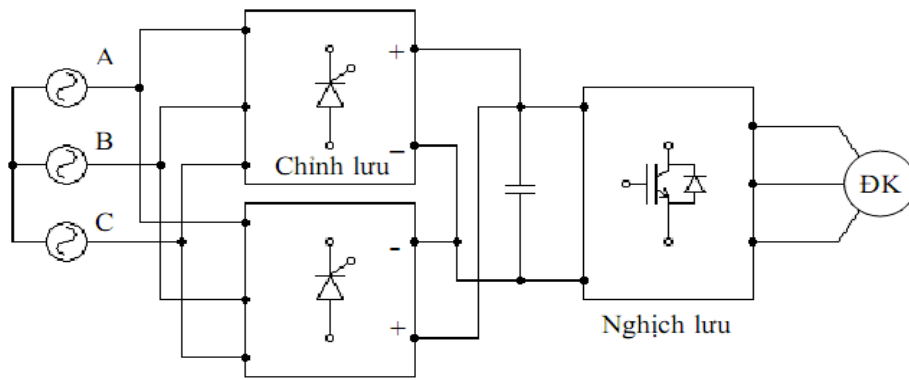 A
B
C
+
−
Chỉnh lưu
-
+
Nghịch lưu
ĐK